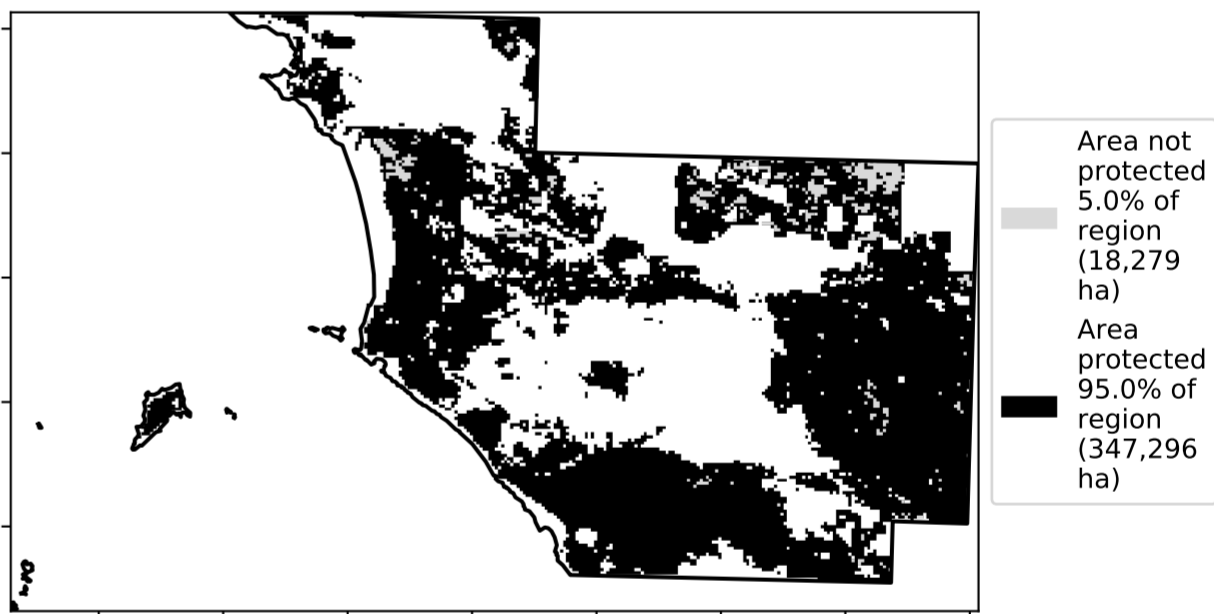 Area not
protected
5.0% of
region
(18,279
ha)
Area
protected
95.0% of
region
(347,296
ha)